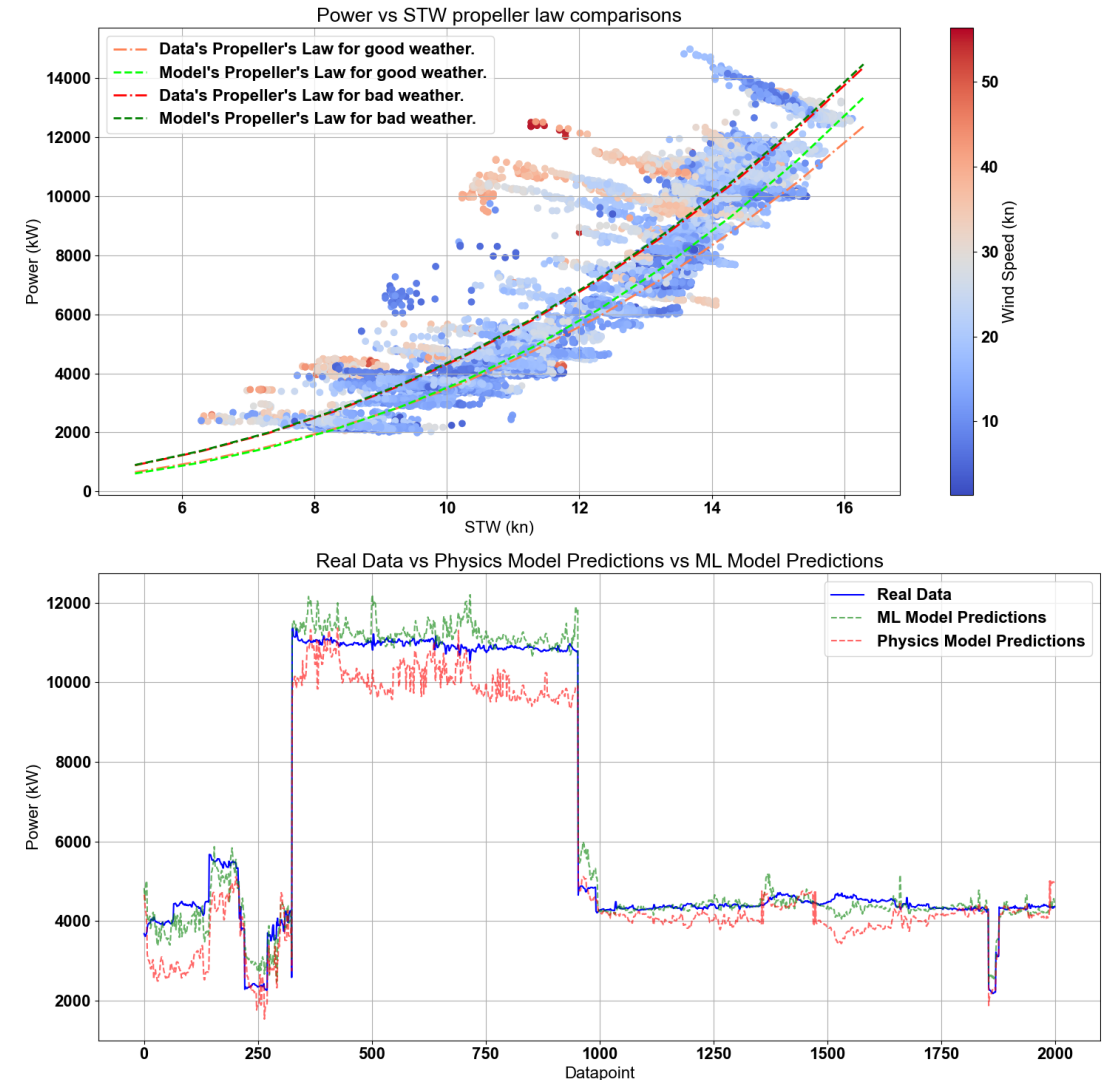 Power vs STW propeller law comparisons
Data's Propeller's Law for good weather.
Model's Propeller's Law for good weather.
Data's Propeller's Law for bad weather.
Model's Propeller's Law for bad weather.
14000
12000
10000
8000
6000
4000
2000
0
Power (kW)
6 8 10 12 14 16
STW (kn)
50
40
30
20
10
Wind Speed (kn)
Real Data vs Physics Model Predictions vs ML Model Predictions
Real Data
ML Model Predictions
Physics Model Predictions
12000
10000
8000
6000
4000
2000
Power (kW)
0 250 500 750 1000 1250 1500 1750 2000
Datapoint